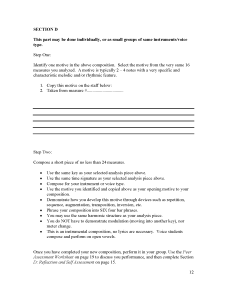 SECTION D
This part may be done individually, or as small groups of same instruments/voice
type.
Step One:
Identify one motive in the above composition. Select the motive from the very same 16
measures you analyzed. A motive is typically 2 – 4 notes with a very specific and
characteristic melodic and/or rhythmic feature.
1. Copy this motive on the staff below:
2. Taken from measure #
Step Two:
Compose a short piece of no less than 24 measures.
• Use the same key as your selected analysis piece above.
• Use the same time signature as your selected analysis piece above.
• Compose for your instrument or voice type.
• Use the motive you identified and copied above as your opening motive to your
composition.
• Demonstrate how you develop this motive through devices such as repetition,
sequence, augmentation, transposition, inversion, etc.
• Phrase your composition into SIX four bar phrases.
• You may use the same harmonic structure as your analysis piece.
• You do NOT have to demonstrate modulation (moving into another key), nor
meter change.
• This is an instrumental composition, no lyrics are necessary. Voice students
compose and perform on open vowels.
Once you have completed your new composition, perform it in your group. Use the Peer
Assessment Worksheet on page 19 to discuss your performance, and then complete Section
D: Reflection and Self Assessment on page 15.
12